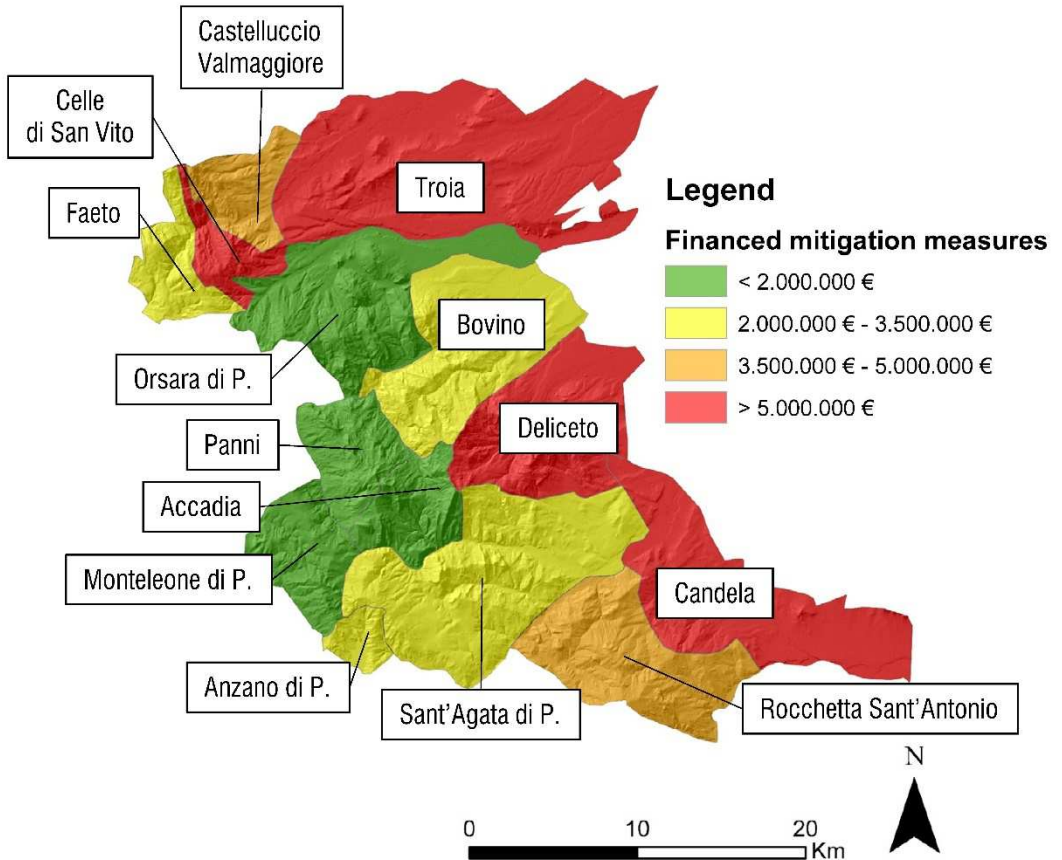 Castelluccio
Valmaggiore
Celle
di San Vito
Faeto
Troia
Orsara di P.
Bovino
Panni
Deliceto
Accadia
Monteleone di P.
Candela
Anzano di P.
Sant’Agata di P.
Rocchetta Sant’Antonio
Legend
Financed mitigation measures
< 2.000.000 €
2.000.000 € - 3.500.000 €
3.500.000 € - 5.000.000 €
> 5.000.000 €
N
0 10 20
Km